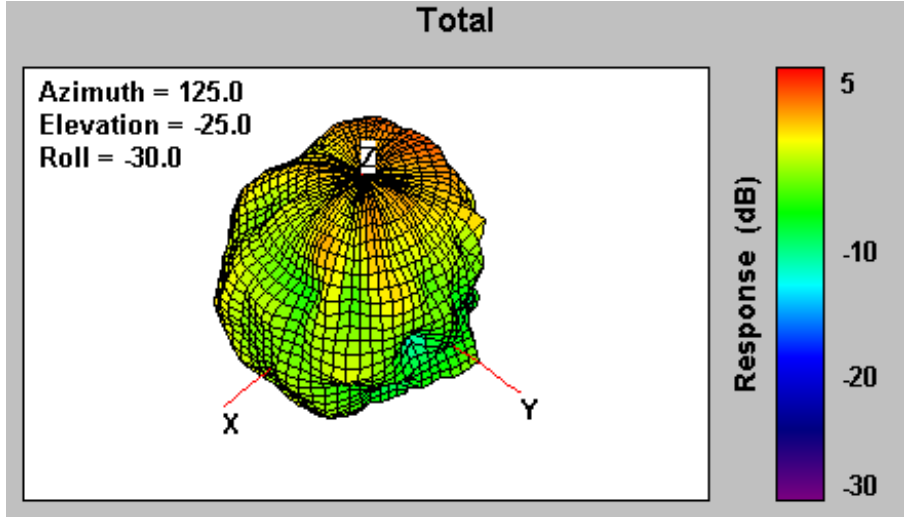 Total
Azimuth = 125.0
Elevation = -25.0
Roll = -30.0
Z
X
Y
Response (dB)
5
-10
-20
-30